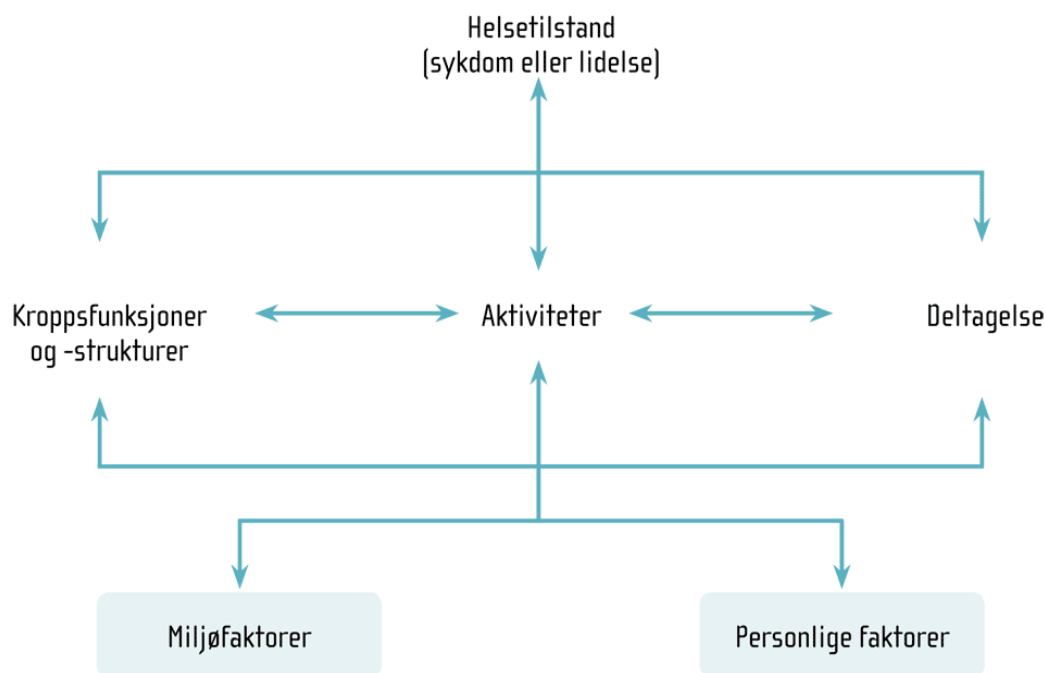 Helsetilstand
(sykdom eller lidelse)
Kroppsfunksjoner
og -strukturer
Aktiviteter
Deltagelse
Miljøfaktorer
Personlige faktorer